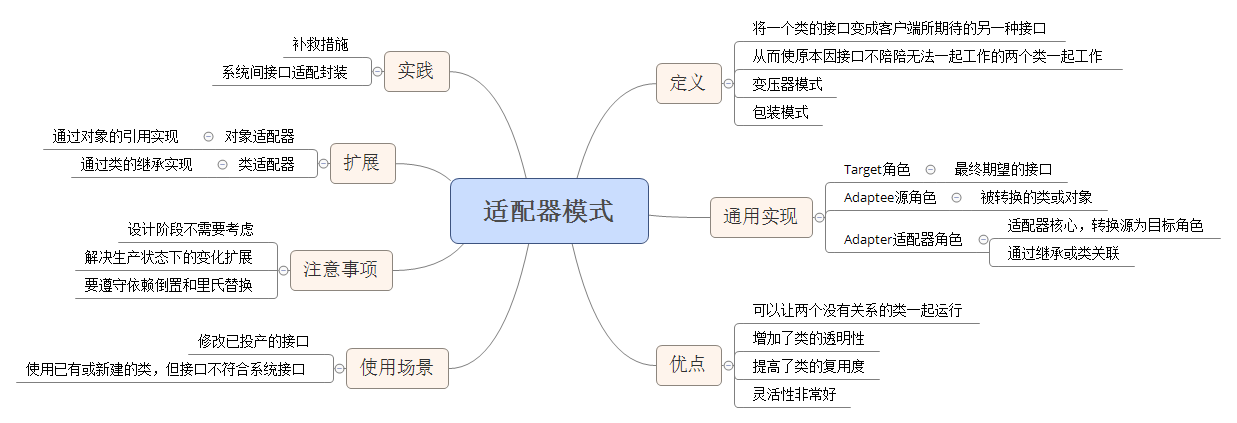 适配器模式
定义
将一个类的接口变成客户端所期待的另一种接口
从而使原本因接口不陪陪无法一起工作的两个类一起工作
变压器模式
包装模式
通用实现
Target角色
最终期望的接口
Adaptee源角色
被转换的类或对象
Adapter适配器角色
适配器核心，转换源为目标角色
通过继承或类关联
优点
可以让两个没有关系的类一起运行
增加了类的透明性
提高了类的复用度
灵活性非常好
实践
补救措施
系统间接口适配封装
扩展
对象适配器
通过对象的引用实现
类适配器
通过类的继承实现
注意事项
设计阶段不需要考虑
解决生产状态下的变化扩展
要遵守依赖倒置和里氏替换
使用场景
修改已投产的接口
使用已有或新建的类，但接口不符合系统接口